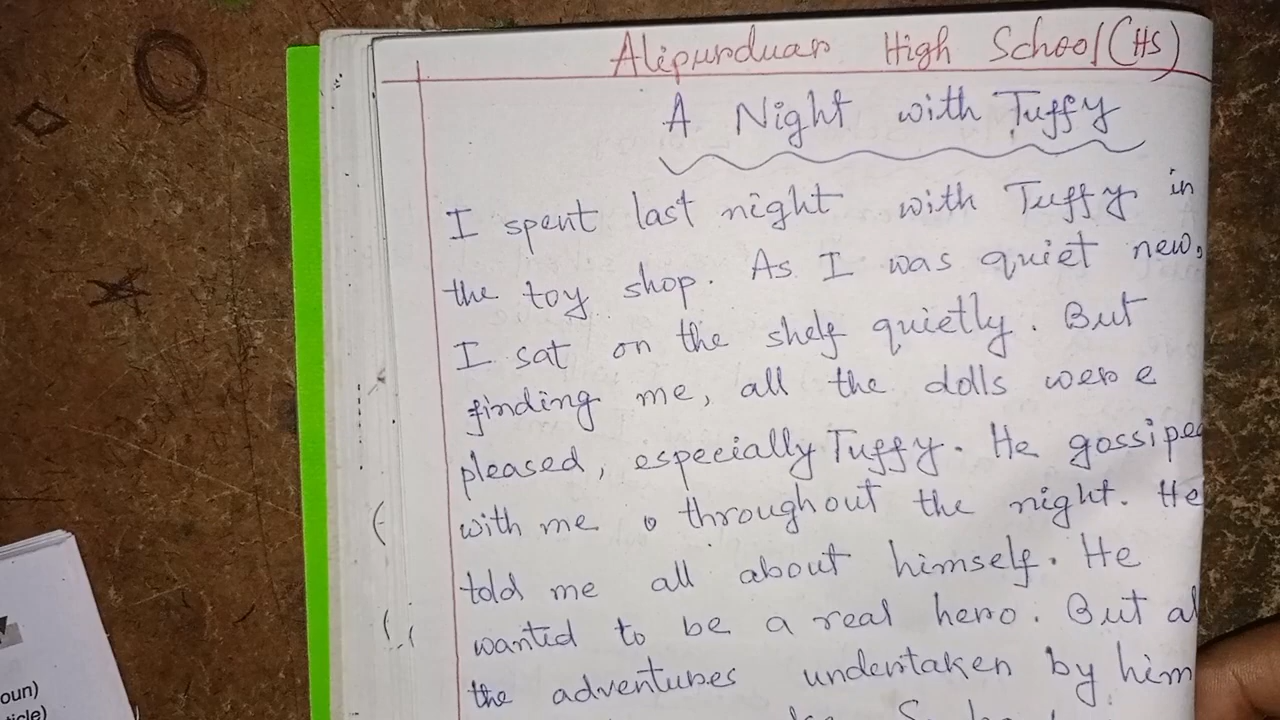 Alipurduar High School (HS)
A Night with Tuffy
I spent last night with Tuffy in
the toy shop. As I was quiet new,
I sat on the shelf quietly. But
finding me, all the dolls were
pleased, especially Tuffy. He gossiped
with me throughout the night. He
told me all about himself. He
wanted to be a real hero. But al
the adventures undertaken by him
oun)
ticle)